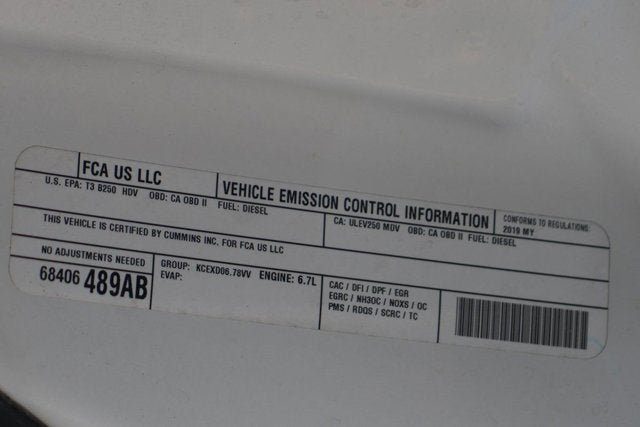 FCA US LLC
VEHICLE EMISSION CONTROL INFORMATION
CONFORMS TO REGULATIONS:
2019 MY
U.S. EPA: T3 B250 HDV OBD: CA OBD II FUEL: DIESEL
CA: ULEV250 MDV OBD: CA OBD II FUEL: DIESEL
THIS VEHICLE IS CERTIFIED BY CUMMINS INC. FOR FCA US LLC
NO ADJUSTMENTS NEEDED
68406 489AB
GROUP: KCEXD06.78VV ENGINE: 6.7L
EVAP:
CAC / DFI / DPF / EGR
EGRC / NH3OC / NOXS / OC
PMS / RDQS / SCRC / TC